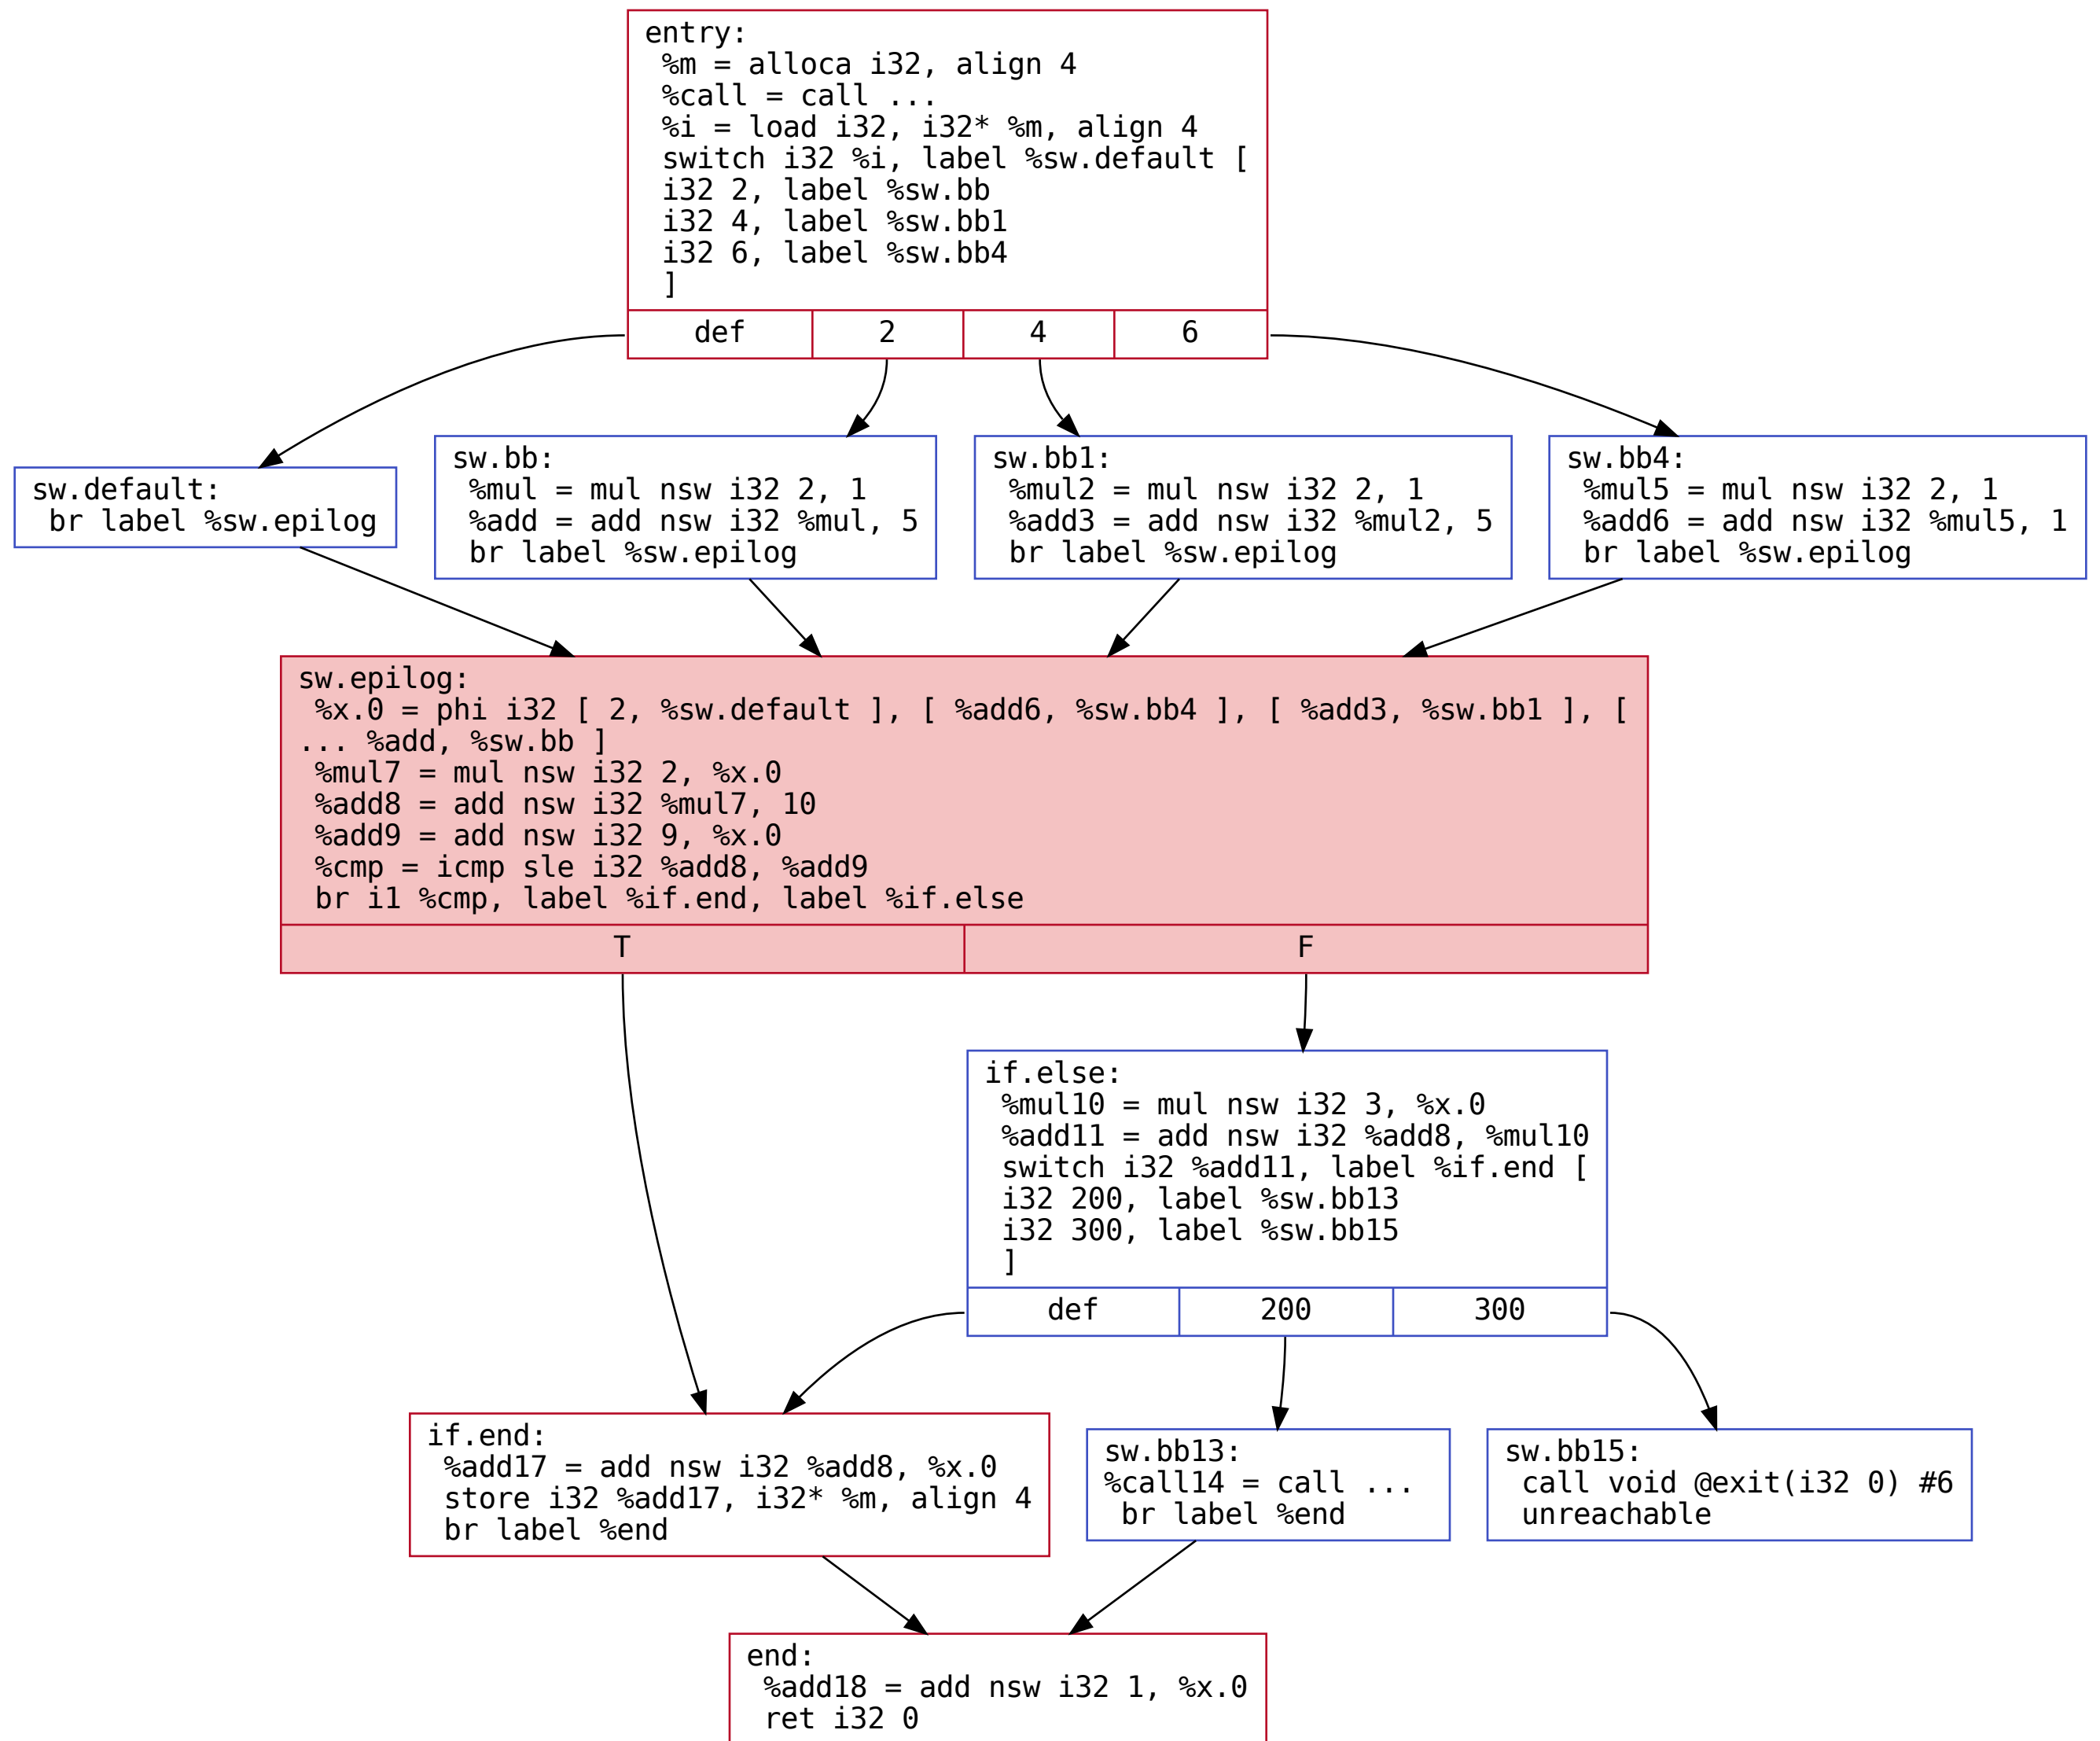 entry:
%m = alloca i32, align 4
%call = call ...
%i = load i32, i32* %m, align 4
switch i32 %i, label %sw.default [
i32 2, label %sw.bb
i32 4, label %sw.bb1
i32 6, label %sw.bb4
]
def 2 4 6
sw.default:
br label %sw.epilog
sw.bb:
%mul = mul nsw i32 2, 1
%add = add nsw i32 %mul, 5
br label %sw.epilog
sw.bb1:
%mul2 = mul nsw i32 2, 1
%add3 = add nsw i32 %mul2, 5
br label %sw.epilog
sw.bb4:
%mul5 = mul nsw i32 2, 1
%add6 = add nsw i32 %mul5, 1
br label %sw.epilog
sw.epilog:
%x.0 = phi i32 [ 2, %sw.default ], [ %add6, %sw.bb4 ], [ %add3, %sw.bb1 ], [
... %add, %sw.bb ]
%mul7 = mul nsw i32 2, %x.0
%add8 = add nsw i32 %mul7, 10
%add9 = add nsw i32 9, %x.0
%cmp = icmp sle i32 %add8, %add9
br i1 %cmp, label %if.end, label %if.else
T F
if.else:
%mul10 = mul nsw i32 3, %x.0
%add11 = add nsw i32 %add8, %mul10
switch i32 %add11, label %if.end [
i32 200, label %sw.bb13
i32 300, label %sw.bb15
]
def 200 300
if.end:
%add17 = add nsw i32 %add8, %x.0
store i32 %add17, i32* %m, align 4
br label %end
sw.bb13:
%call14 = call ...
br label %end
sw.bb15:
call void @exit(i32 0) #6
unreachable
end:
%add18 = add nsw i32 1, %x.0
ret i32 0